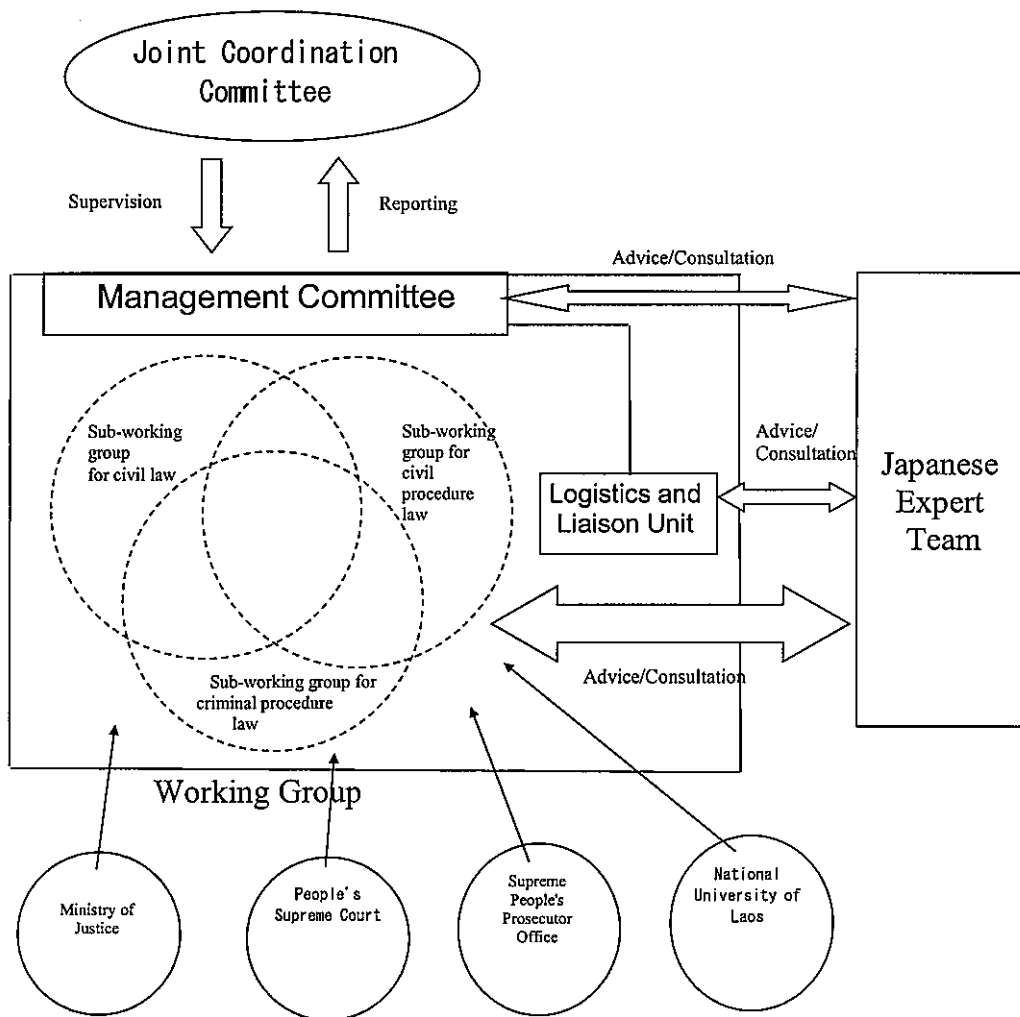 Joint Coordination
Committee
Supervision
Reporting
Advice/Consultation
Management Committee
Sub-working
group
for civil law
Sub-working
group for
civil
procedure
law
Advice/
Consultation
Logistics and
Liaison Unit
Japanese
Expert
Team
Sub-working group for
criminal procedure
law
Advice/Consultation
Working Group
Ministry of
Justice
People's
Supreme Court
Supreme
People's
Prosecutor
Office
National
University of
Laos